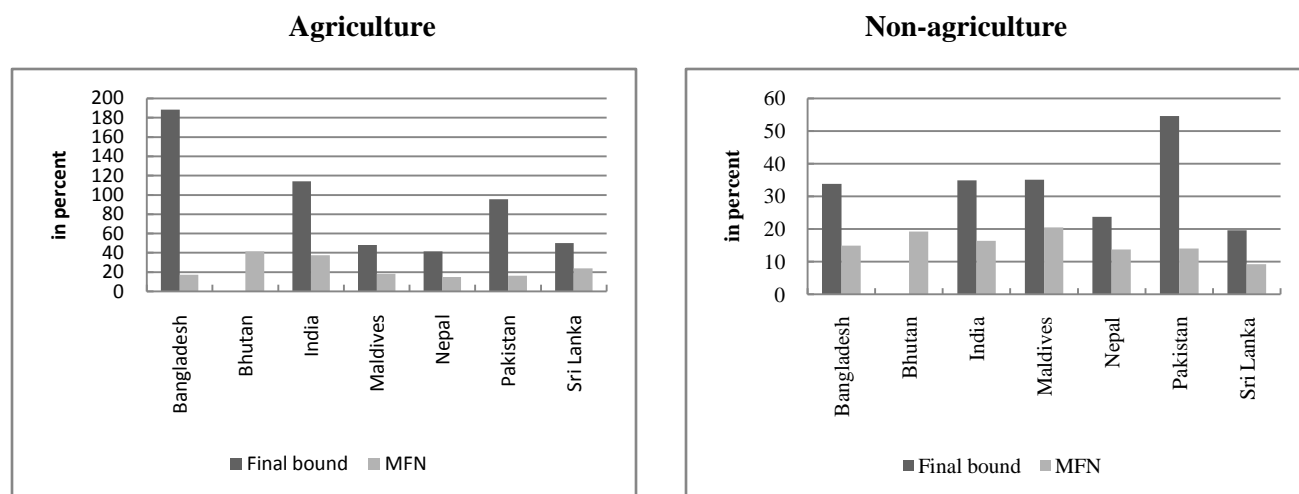 Agriculture
in percent
200
180
160
140
120
100
80
60
40
20
0
Bangladesh
Bhutan
India
Maldives
Nepal
Pakistan
Sri Lanka
Final bound MFN
Non-agriculture
in percent
60
50
40
30
20
10
0
Bangladesh
Bhutan
India
Maldives
Nepal
Pakistan
Sri Lanka
Final bound MFN